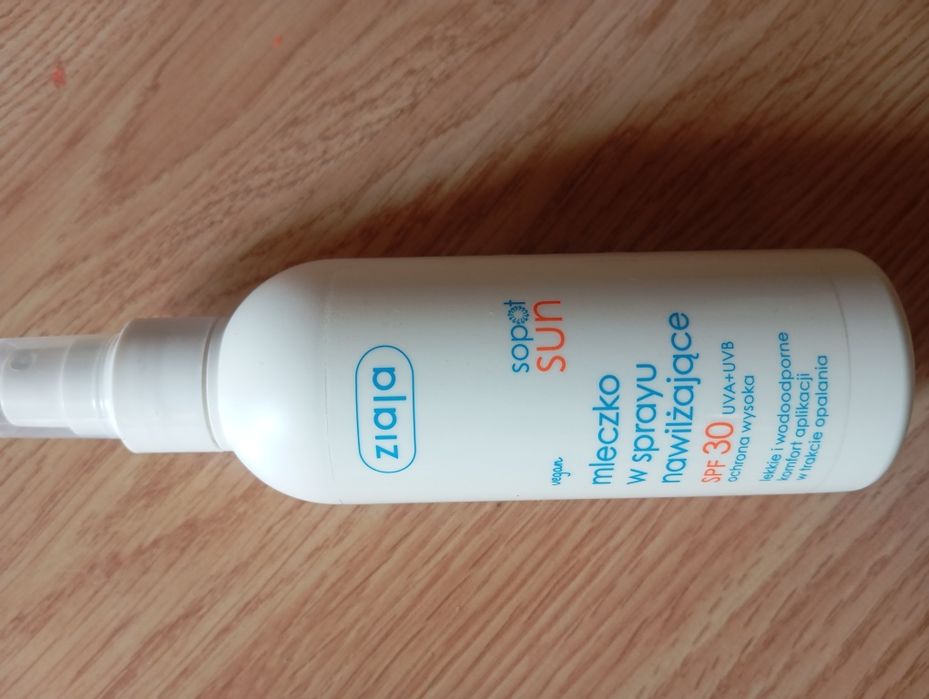 ziaja
sopot
sun
vegan
mleczko
w sprayu
nawilżające
SPF 30 UVA+UVB
ochrona wysoka
lekkie i wodoodporne
komfort aplikacji
w trakcie opalania